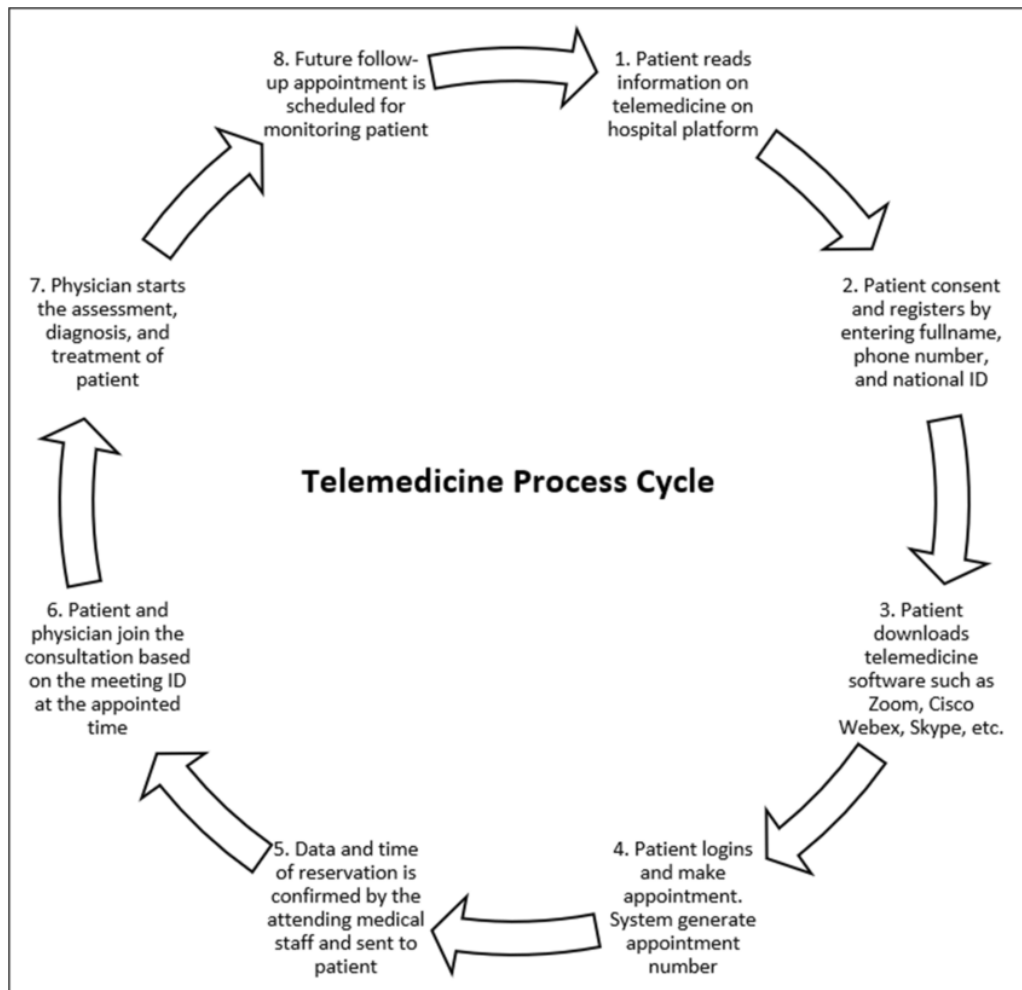 8. Future follow-
up appointment is
scheduled for
monitoring patient
1. Patient reads
information on
telemedicine on
hospital platform
2. Patient consent
and registers by
entering fullname,
phone number,
and national ID
3. Patient
downloads
telemedicine
software such as
Zoom, Cisco
Webex, Skype, etc.
4. Patient logins
and make
appointment.
System generate
appointment
number
5. Data and time
of reservation is
confirmed by the
attending medical
staff and sent to
patient
6. Patient and
physician join the
consultation based
on the meeting ID
at the appointed
time
7. Physician starts
the assessment,
diagnosis, and
treatment of
patient
Telemedicine Process Cycle